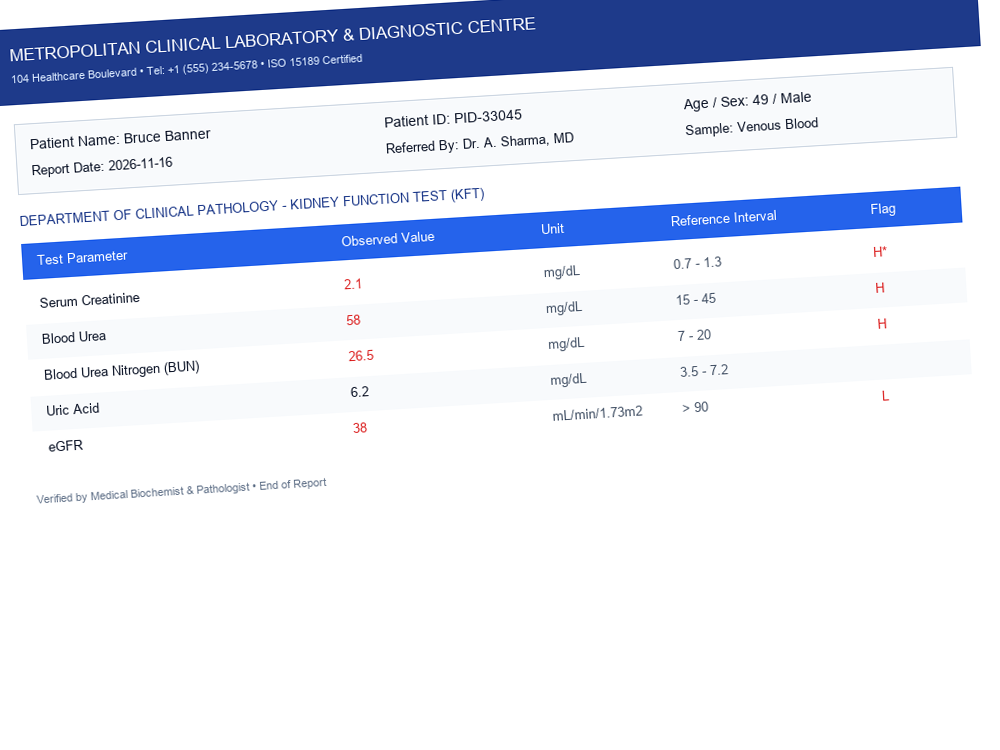 METROPOLITAN CLINICAL LABORATORY & DIAGNOSTIC CENTRE
104 Healthcare Boulevard • Tel: +1 (555) 234-5678 • ISO 15189 Certified
Patient Name: Bruce Banner Patient ID: PID-33045 Age / Sex: 49 / Male
Report Date: 2026-11-16 Referred By: Dr. A. Sharma, MD Sample: Venous Blood
DEPARTMENT OF CLINICAL PATHOLOGY - KIDNEY FUNCTION TEST (KFT)
Test Parameter Observed Value Unit Reference Interval Flag
Serum Creatinine 2.1 mg/dL 0.7 - 1.3 H*
Blood Urea 58 mg/dL 15 - 45 H
Blood Urea Nitrogen (BUN) 26.5 mg/dL 7 - 20 H
Uric Acid 6.2 mg/dL 3.5 - 7.2
eGFR 38 mL/min/1.73m2 > 90 L
Verified by Medical Biochemist & Pathologist • End of Report